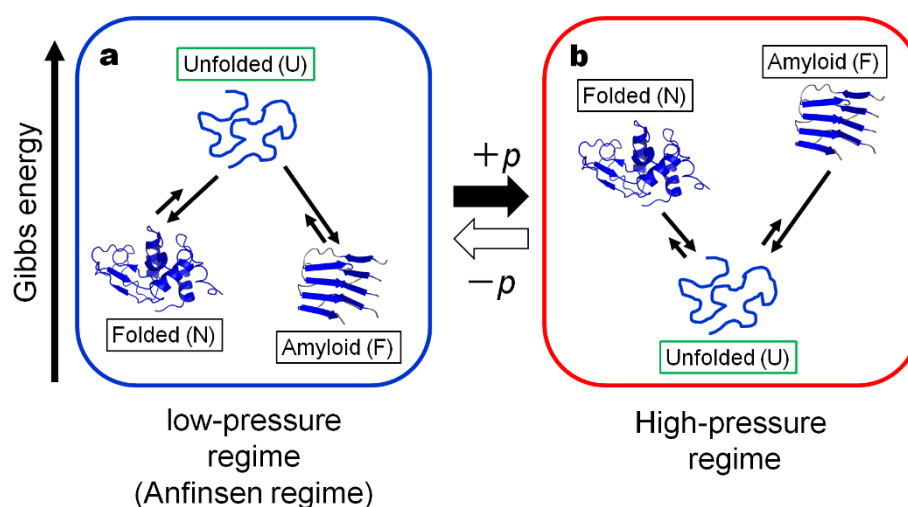 Gibbs energy
a
Unfolded (U)
Folded (N)
Amyloid (F)
low-pressure
regime
(Anfinsen regime)
+p
−p
b
Folded (N)
Amyloid (F)
Unfolded (U)
High-pressure
regime